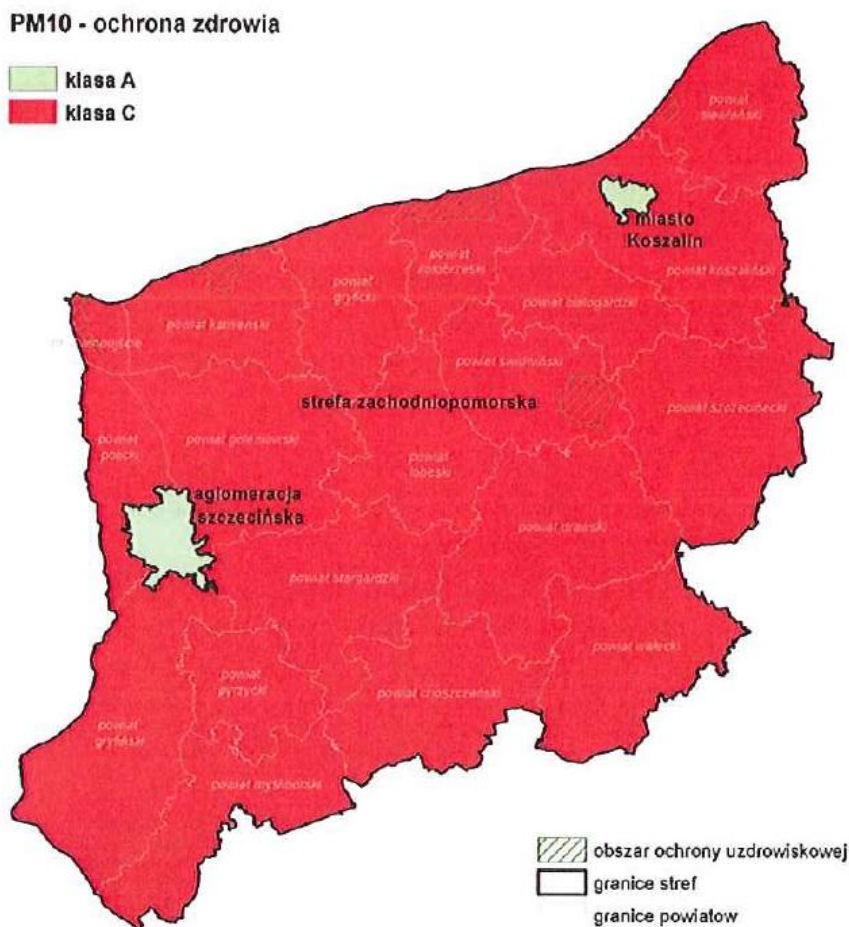 PM10 - ochrona zdrowia
klasa A
klasa C
powiat
miasto
Koszalin
powiat koszaliński
powiat
kołobrzeski
powiat
gryficki
powiat białogardzki
powiat kamieński
powiat świdwiński
strefa zachodniopomorska
powiat szczecinecki
powiat
policki
powiat goleniowski
powiat
łobeski
aglomeracja
szczecińska
powiat drawski
powiat stargardzki
powiat wałecki
powiat
pyrzycki
powiat choszczeński
powiat
gryfiński
powiat myśliborski
obszar ochrony uzdrowiskowej
granice stref
granice powiatow